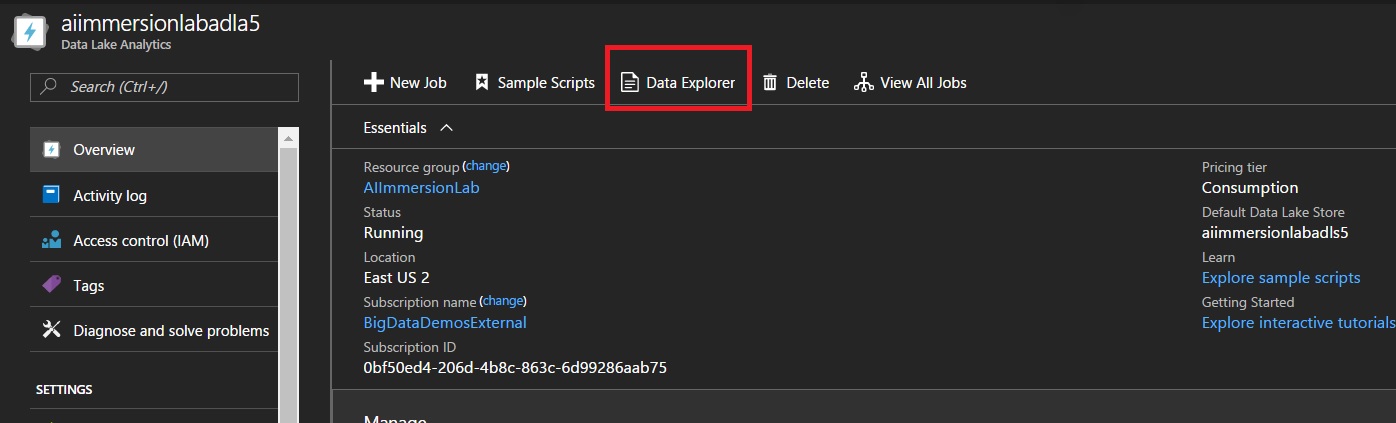 aiimmersionlabadla5
Data Lake Analytics
Search (Ctrl+/)
Overview
Activity log
Access control (IAM)
Tags
Diagnose and solve problems
SETTINGS
New Job Sample Scripts Data Explorer Delete View All Jobs
Essentials
Resource group (change)
AIImmersionLab
Status
Running
Location
East US 2
Subscription name (change)
BigDataDemosExternal
Subscription ID
0bf50ed4-206d-4b8c-863c-6d99286aab75
Pricing tier
Consumption
Default Data Lake Store
aiimmersionlabadls5
Learn
Explore sample scripts
Getting Started
Explore interactive tutorials
Manage